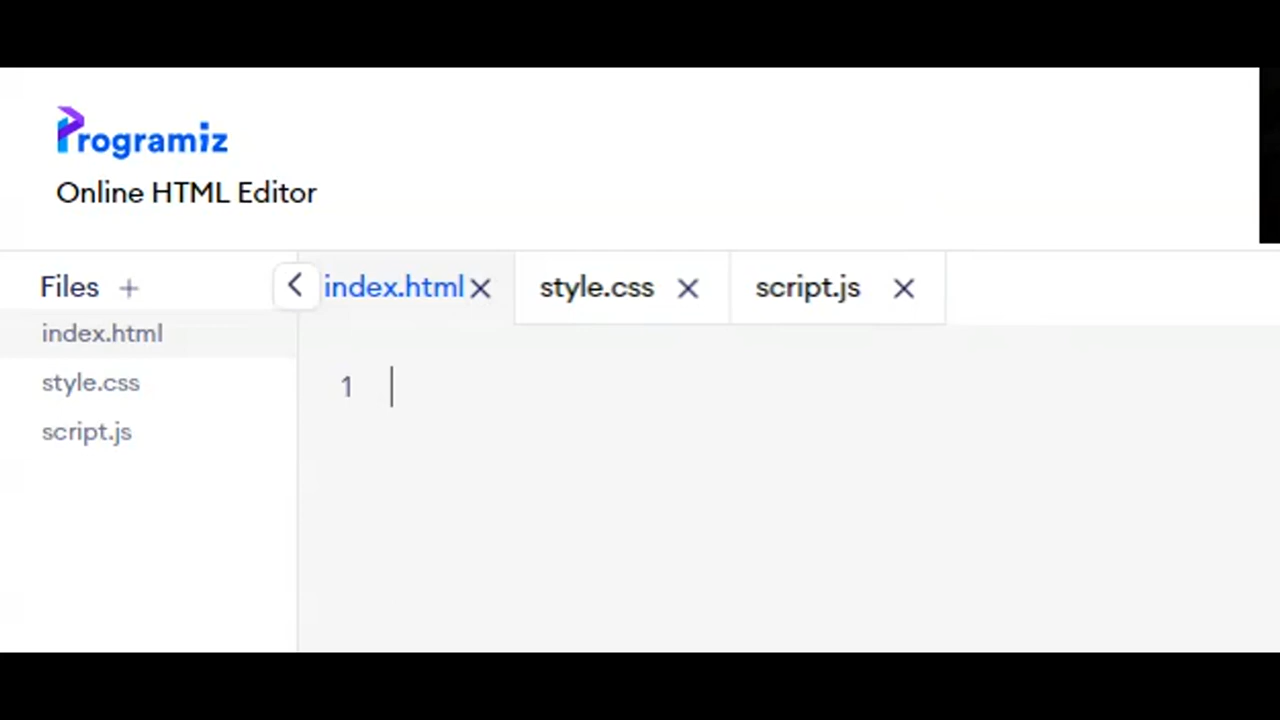 Programiz
Online HTML Editor
Files +
index.html
style.css
script.js
index.html
style.css
script.js
1